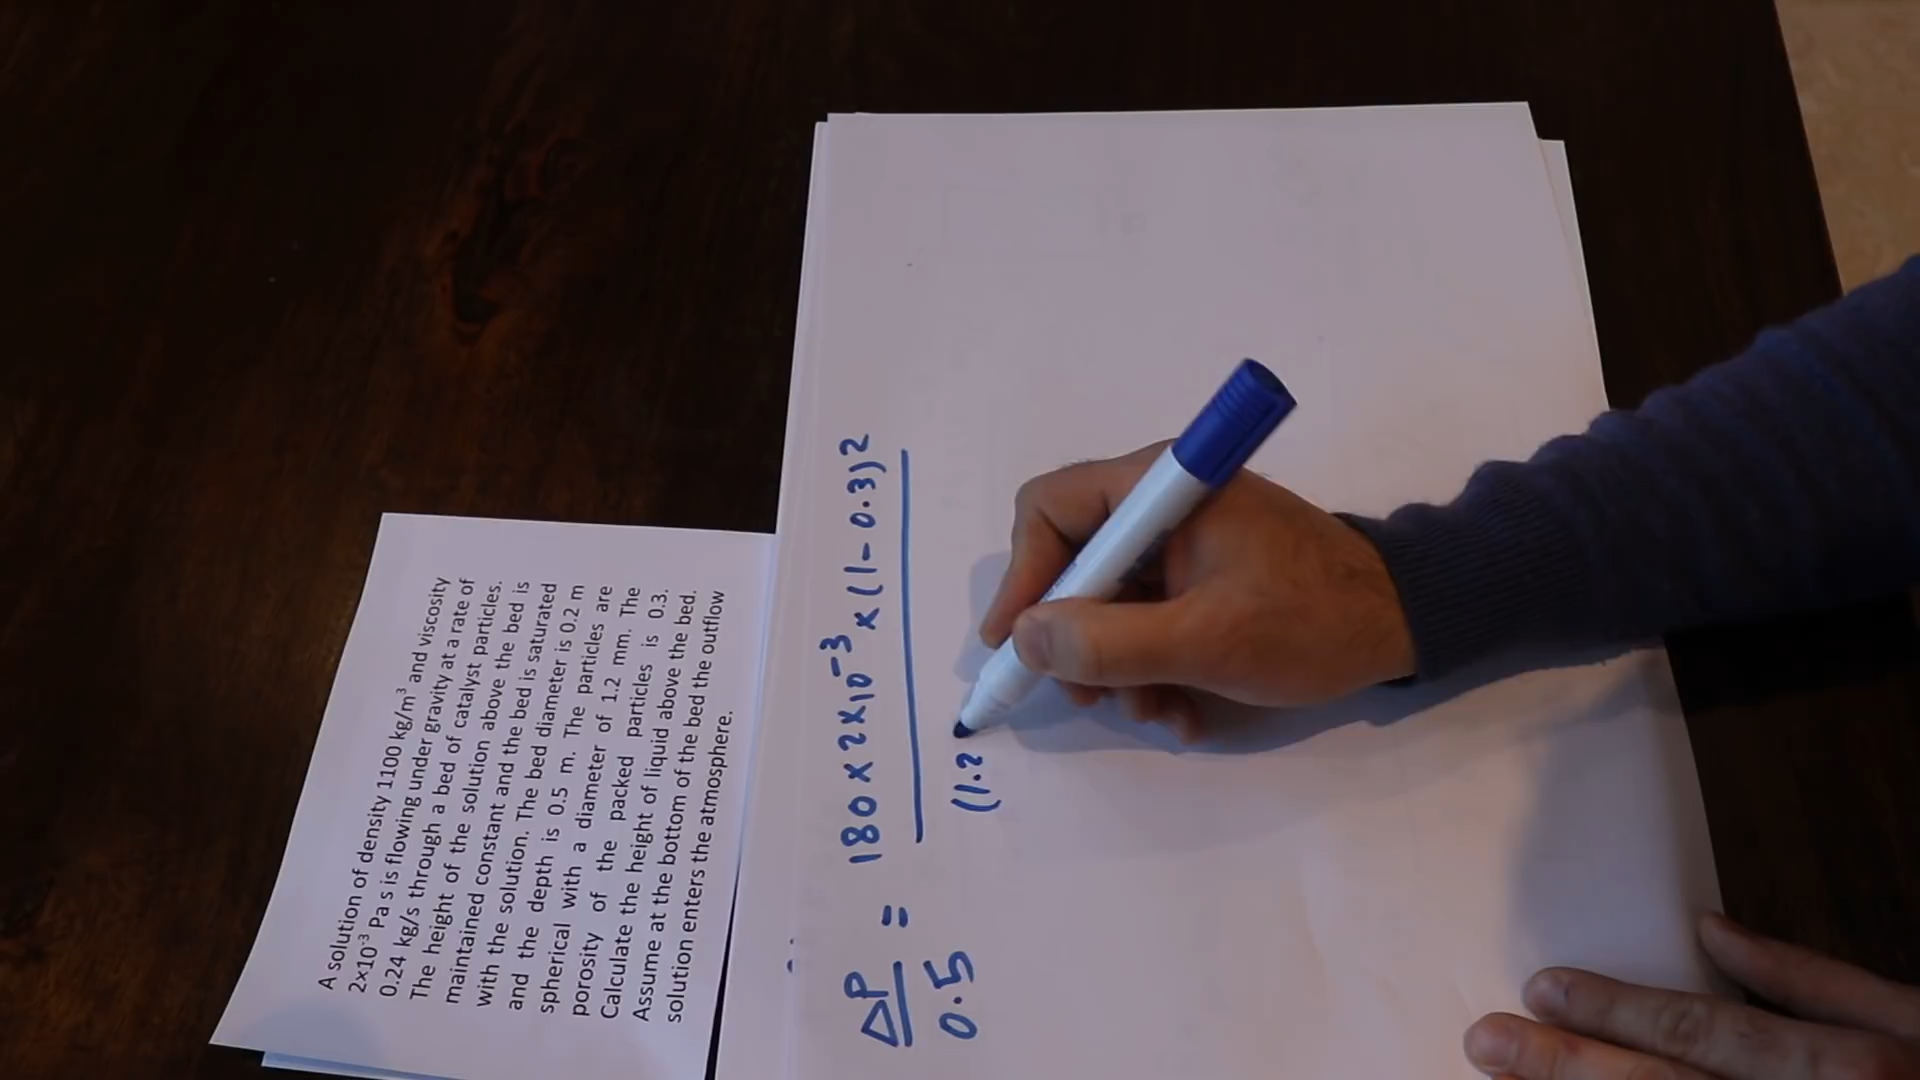 A solution of density 1100 kg/m³ and viscosity
2×10⁻³ Pa s is flowing under gravity at a rate of
0.24 kg/s through a bed of catalyst particles.
The height of the solution above the bed is
maintained constant and the bed is saturated
with the solution. The bed diameter is 0.2 m
and the depth is 0.5 m. The particles are
spherical with a diameter of 1.2 mm. The
porosity of the packed particles is 0.3.
Calculate the height of liquid above the bed.
Assume at the bottom of the bed the outflow
solution enters the atmosphere.
ΔP = 180×2×10⁻³×(1-0.3)²
0.5 (1.2